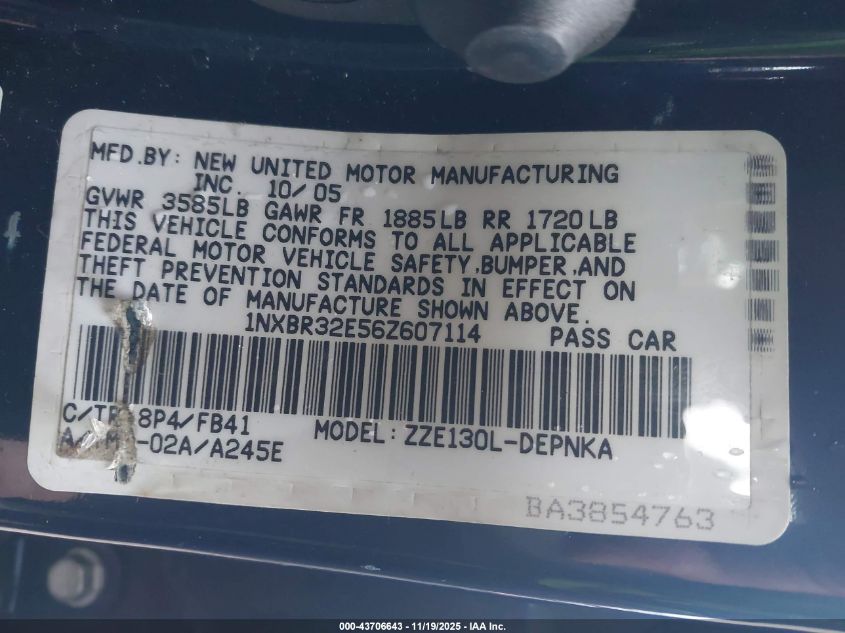 MFD.BY: NEW UNITED MOTOR MANUFACTURING
INC. 10/05
GVWR 3585LB GAWR FR 1885LB RR 1720LB
THIS VEHICLE CONFORMS TO ALL APPLICABLE
FEDERAL MOTOR VEHICLE SAFETY,BUMPER,AND
THEFT PREVENTION STANDARDS IN EFFECT ON
THE DATE OF MANUFACTURE SHOWN ABOVE.
1NXBR32E56Z607114 PASS CAR
8P4/FB41
-02A/A245E MODEL:ZZE130L-DEPNKA
BA3854763
000-43706643 - 11/19/2025 - IAA Inc.